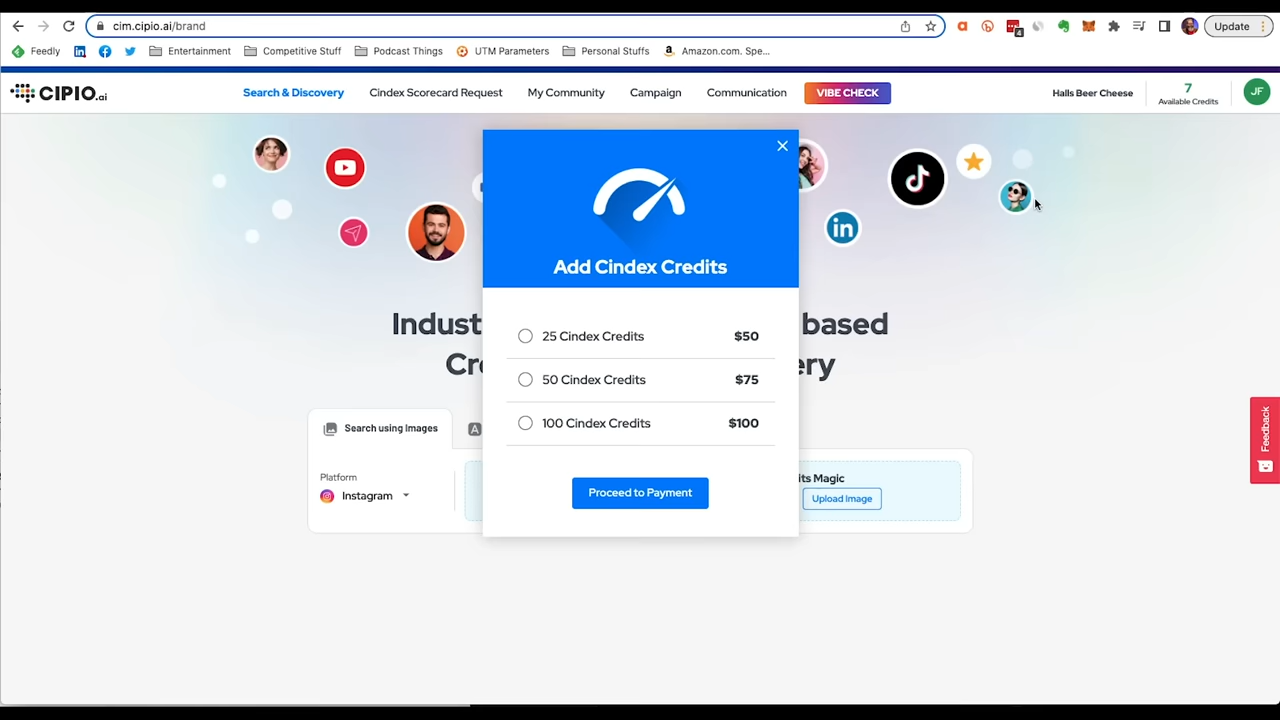 cim.cipio.ai/brand
4
Update
Feedly
Entertainment
Competitive Stuff
Podcast Things
UTM Parameters
Personal Stuffs
Amazon.com. Spe...
CIPIO.ai
Search & Discovery
Cindex Scorecard Request
My Community
Campaign
Communication
VIBE CHECK
Halls Beer Cheese
7
Available Credits
JF
Add Cindex Credits
Indust
based
Cr
ery
25 Cindex Credits $50
50 Cindex Credits $75
100 Cindex Credits $100
Proceed to Payment
Search using Images
A
Platform
Instagram
its Magic
Upload Image
Feedback